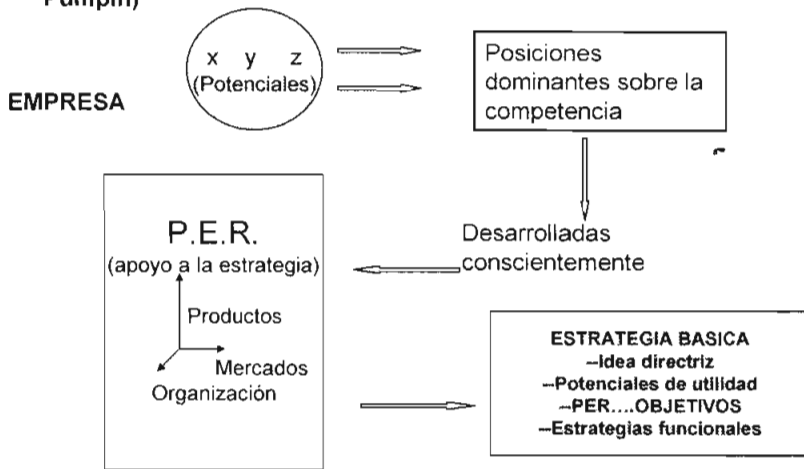 Pümpin)
x y z
(Potenciales)
EMPRESA
Posiciones
dominantes sobre la
competencia
Desarrolladas
conscientemente
P.E.R.
(apoyo a la estrategia)
Productos
Mercados
Organización
ESTRATEGIA BASICA
--Idea directriz
--Potenciales de utilidad
--PER....OBJETIVOS
--Estrategias funcionales